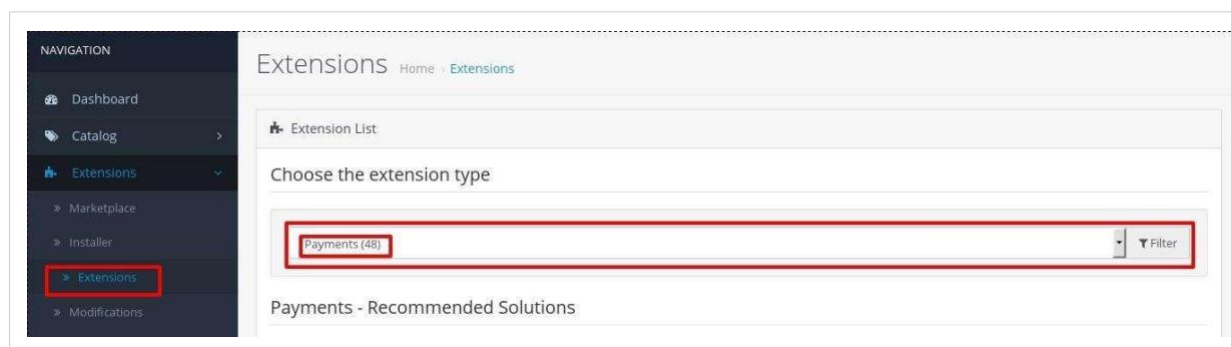 NAVIGATION
Dashboard
Catalog
Extensions
» Marketplace
» Installer
» Extensions
» Modifications
Extensions Home › Extensions
Extension List
Choose the extension type
Payments (48)
Filter
Payments - Recommended Solutions